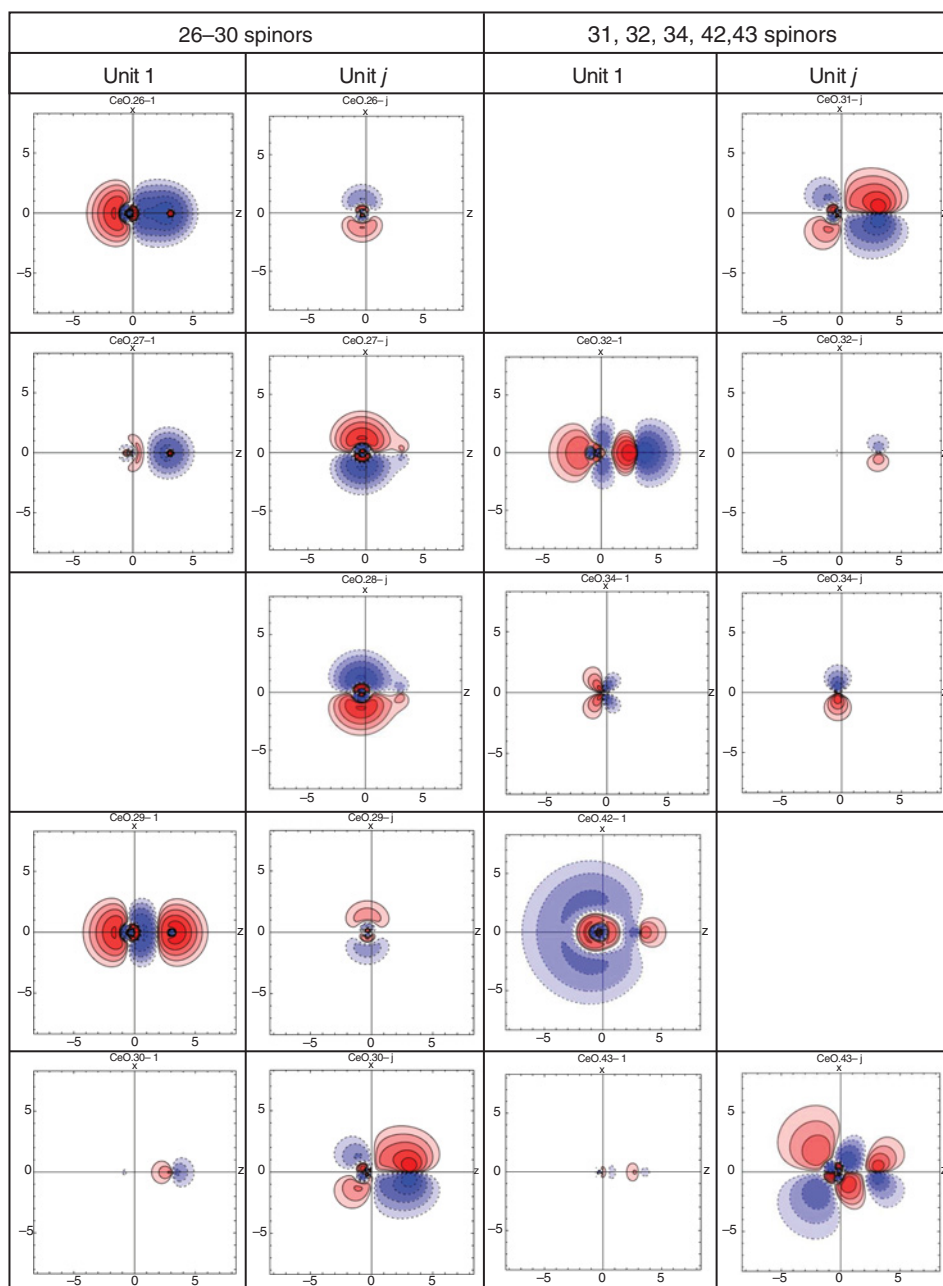 26–30 spinors 31, 32, 34, 42,43 spinors
Unit 1 Unit j Unit 1 Unit j
CeO.26–1 CeO.26– j CeO.31– j
x x x
5 5 5
0 z 0 z 0 z
–5 –5 –5
–5 0 5 –5 0 5 –5 0 5
CeO.27–1 CeO.27–j CeO.32–1 CeO.32– j
x x x x
5 5 5 5
0 z 0 z 0 z 0 z
–5 –5 –5 –5
–5 0 5 –5 0 5 –5 0 5 –5 0 5
CeO.28– j CeO.34– 1 CeO.34– j
x x x
5 5 5
0 z 0 z 0 z
–5 –5 –5
–5 0 5 –5 0 5 –5 0 5
CeO.29–1 CeO.29–j CeO.42–1
x x x
5 5 5
0 z 0 z 0 z
–5 –5 –5
–5 0 5 –5 0 5 –5 0 5
CeO.30– 1 CeO.30– j CeO.43– 1 CeO.43– j
x x x x
5 5 5 5
0 z 0 z 0 z 0 z
–5 –5 –5 –5
–5 0 5 –5 0 5 –5 0 5 –5 0 5